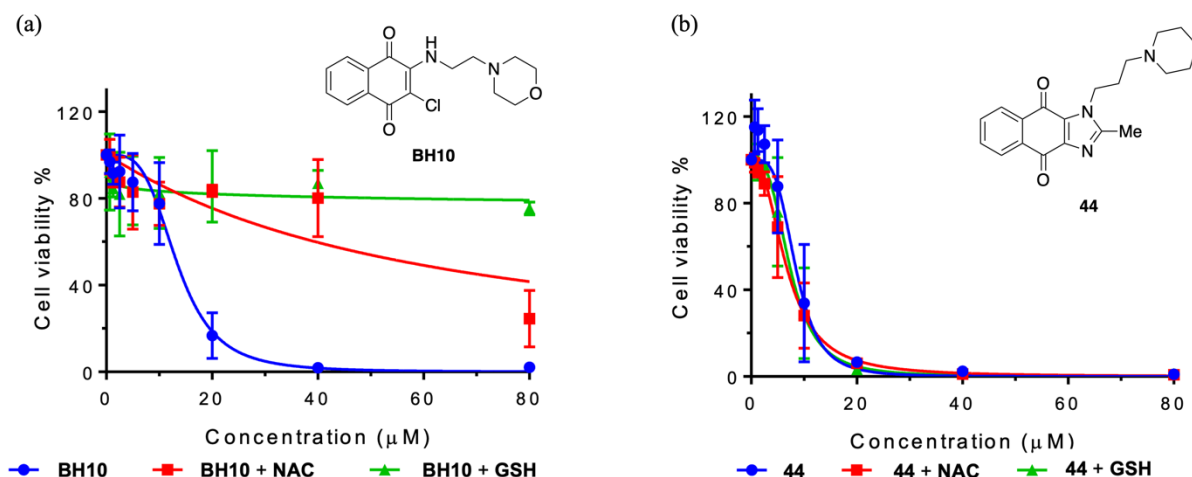 (a)
O
H
N
N
Cl
O
O
BH10
120
80
40
0
0
20
40
60
80
Cell viability %
Concentration (μM)
BH10
BH10 + NAC
BH10 + GSH
(b)
N
O
N
Me
N
O
44
120
80
40
0
0
20
40
60
80
Cell viability %
Concentration (μM)
44
44 + NAC
44 + GSH